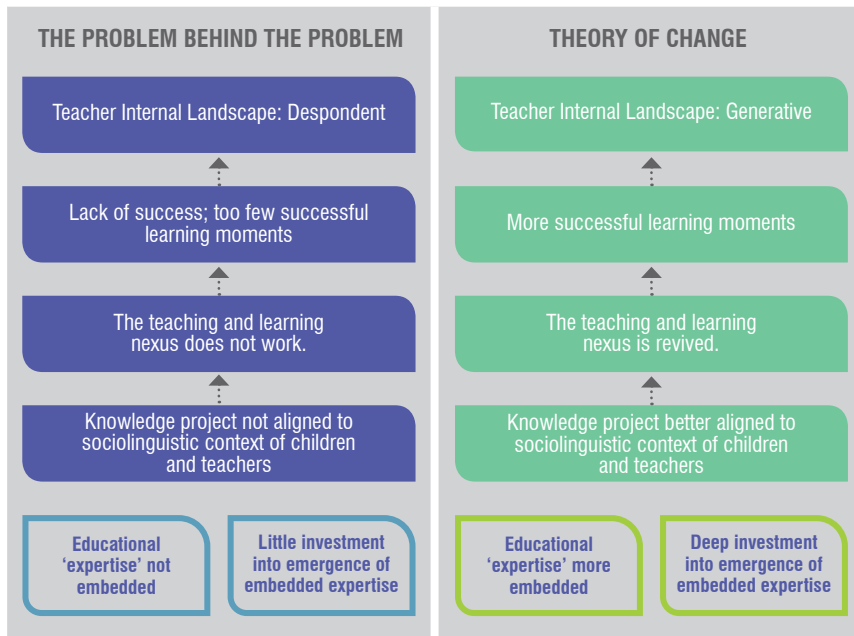 THE PROBLEM BEHIND THE PROBLEM
Teacher Internal Landscape: Despondent
Lack of success; too few successful
learning moments
The teaching and learning
nexus does not work.
Knowledge project not aligned to
sociolinguistic context of children
and teachers
Educational
‘expertise’ not
embedded
Little investment
into emergence of
embedded expertise
THEORY OF CHANGE
Teacher Internal Landscape: Generative
More successful learning moments
The teaching and learning
nexus is revived.
Knowledge project better aligned to
sociolinguistic context of children
and teachers
Educational
‘expertise’ more
embedded
Deep investment
into emergence of
embedded expertise